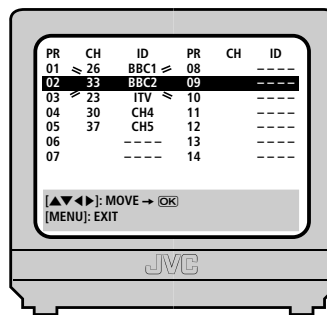 PR CH ID PR CH ID
01 26 BBC1 08 ----
02 33 BBC2 09 ----
03 23 ITV 10 ----
04 30 CH4 11 ----
05 37 CH5 12 ----
06 ---- 13 ----
07 ---- 14 ----
[▲▼◀▶]: MOVE → OK
[MENU]: EXIT
JVC